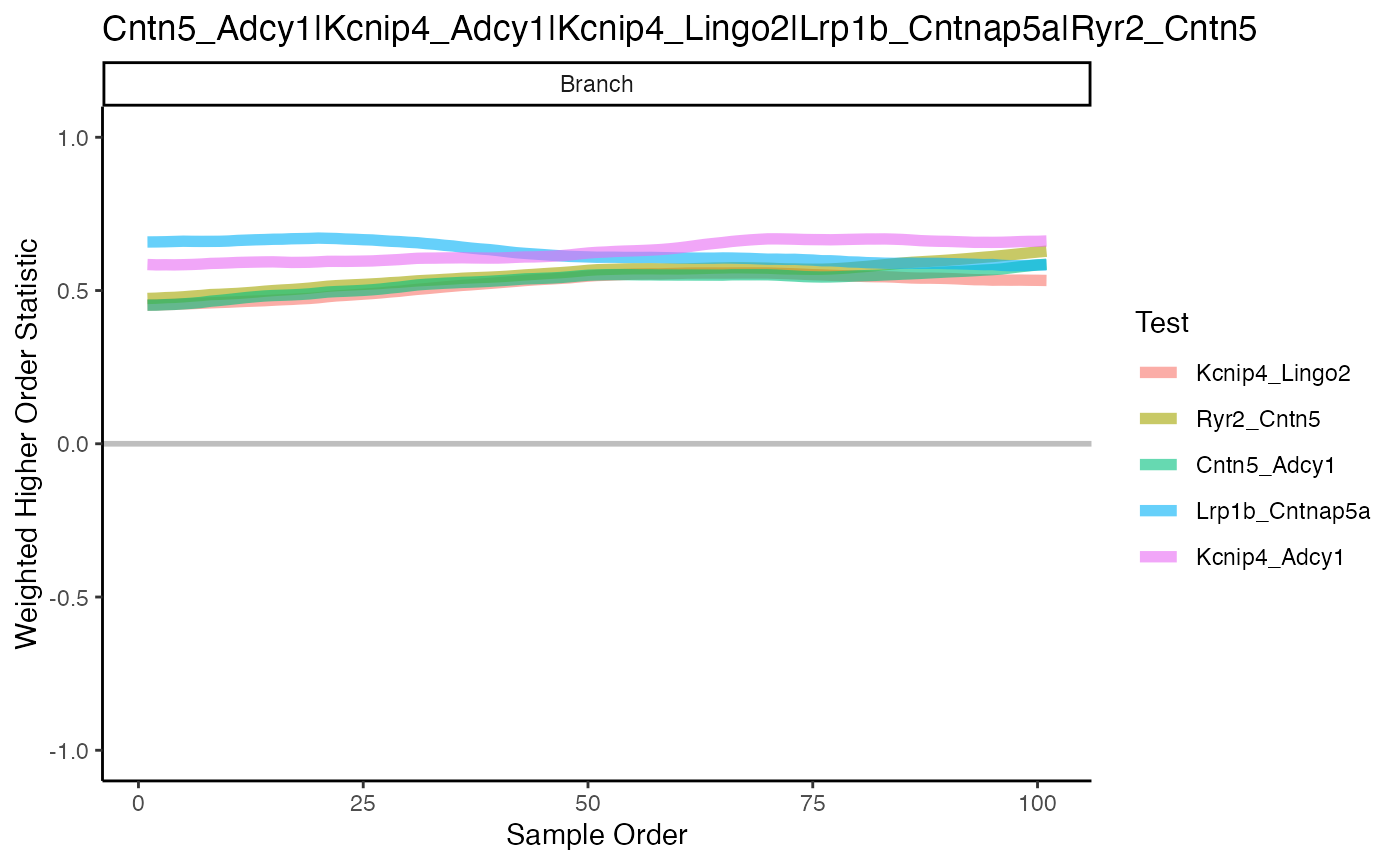 Cntn5_Adcy1|Kcnip4_Adcy1|Kcnip4_Lingo2|Lrp1b_Cntnap5a|Ryr2_Cntn5
Branch
Weighted Higher Order Statistic
1.0
0.5
0.0
-0.5
-1.0
0
25
50
75
100
Sample Order
Test
Kcnip4_Lingo2
Ryr2_Cntn5
Cntn5_Adcy1
Lrp1b_Cntnap5a
Kcnip4_Adcy1